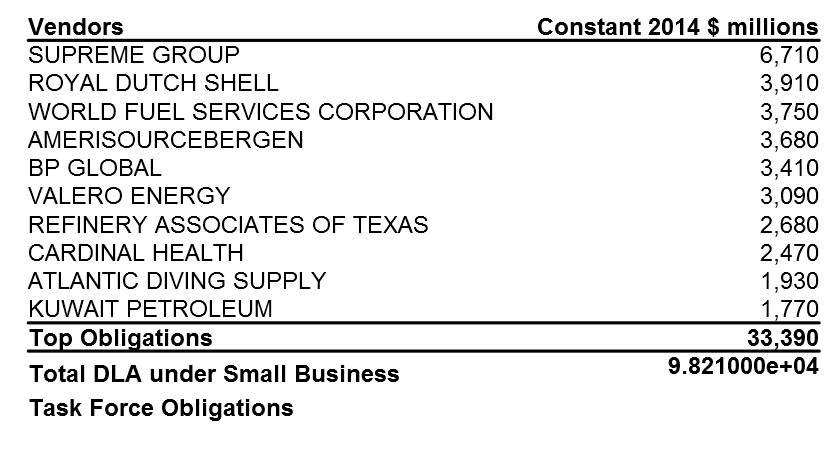 Vendors Constant 2014 $ millions
SUPREME GROUP 6,710
ROYAL DUTCH SHELL 3,910
WORLD FUEL SERVICES CORPORATION 3,750
AMERISOURCEBERGEN 3,680
BP GLOBAL 3,410
VALERO ENERGY 3,090
REFINERY ASSOCIATES OF TEXAS 2,680
CARDINAL HEALTH 2,470
ATLANTIC DIVING SUPPLY 1,930
KUWAIT PETROLEUM 1,770
Top Obligations 33,390
Total DLA under Small Business 9.821000e+04
Task Force Obligations